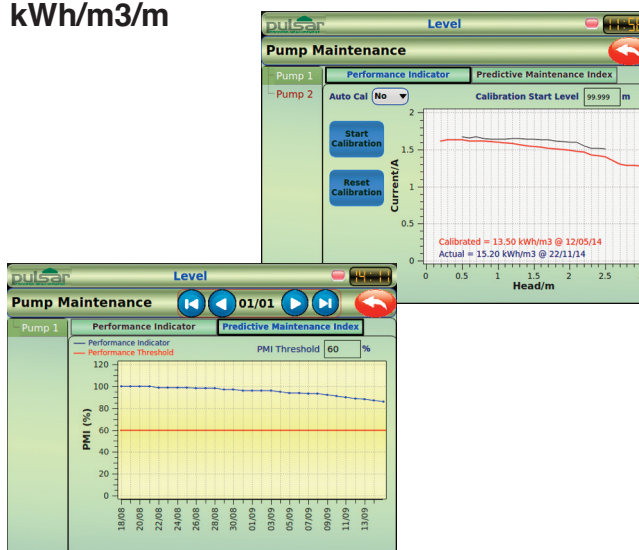 kWh/m3/m
pulsar
Level
Pump Maintenance
Pump 1
Pump 2
Performance Indicator
Predictive Maintenance Index
Auto Cal No
Calibration Start Level 99.999 m
Start Calibration
Reset Calibration
Current/A
2
1.5
1
0.5
0
Calibrated = 13.50 kWh/m3 @ 12/05/14
Actual = 15.20 kWh/m3 @ 22/11/14
0 0.5 1 1.5 2 2.5
Head/m
pulsar
Level
14:11
Pump Maintenance
01/01
Pump 1
Performance Indicator
Predictive Maintenance Index
Performance Indicator
Performance Threshold
PMI Threshold 60 %
PMI (%)
120
100
80
60
40
20
0
18/08 20/08 22/08 24/08 26/08 28/08 30/08 01/09 03/09 05/09 07/09 09/09 11/09 13/09